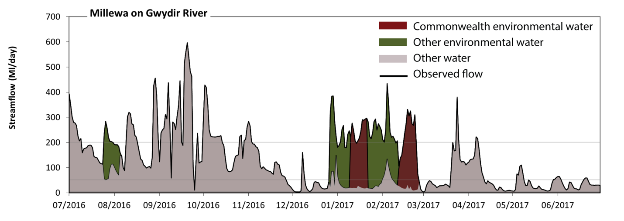 Millewa on Gwydir River
Commonwealth environmental water
Other environmental water
Other water
Observed flow
Streamflow (Ml/day)
700
600
500
400
300
200
100
0
07/2016 08/2016 09/2016 10/2016 11/2016 12/2016 01/2017 02/2017 03/2017 04/2017 05/2017 06/2017